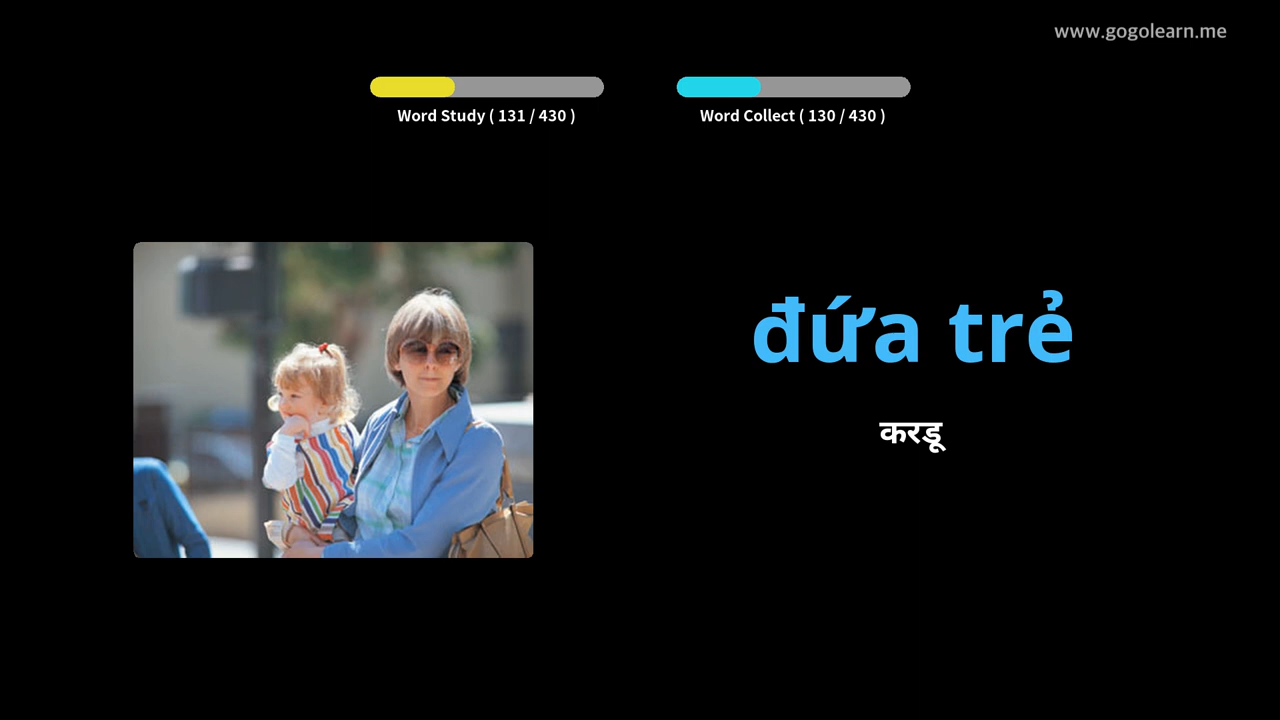 www.gogolearn.me
Word Study ( 131 / 430 )
Word Collect ( 130 / 430 )
đứa trẻ
करडू